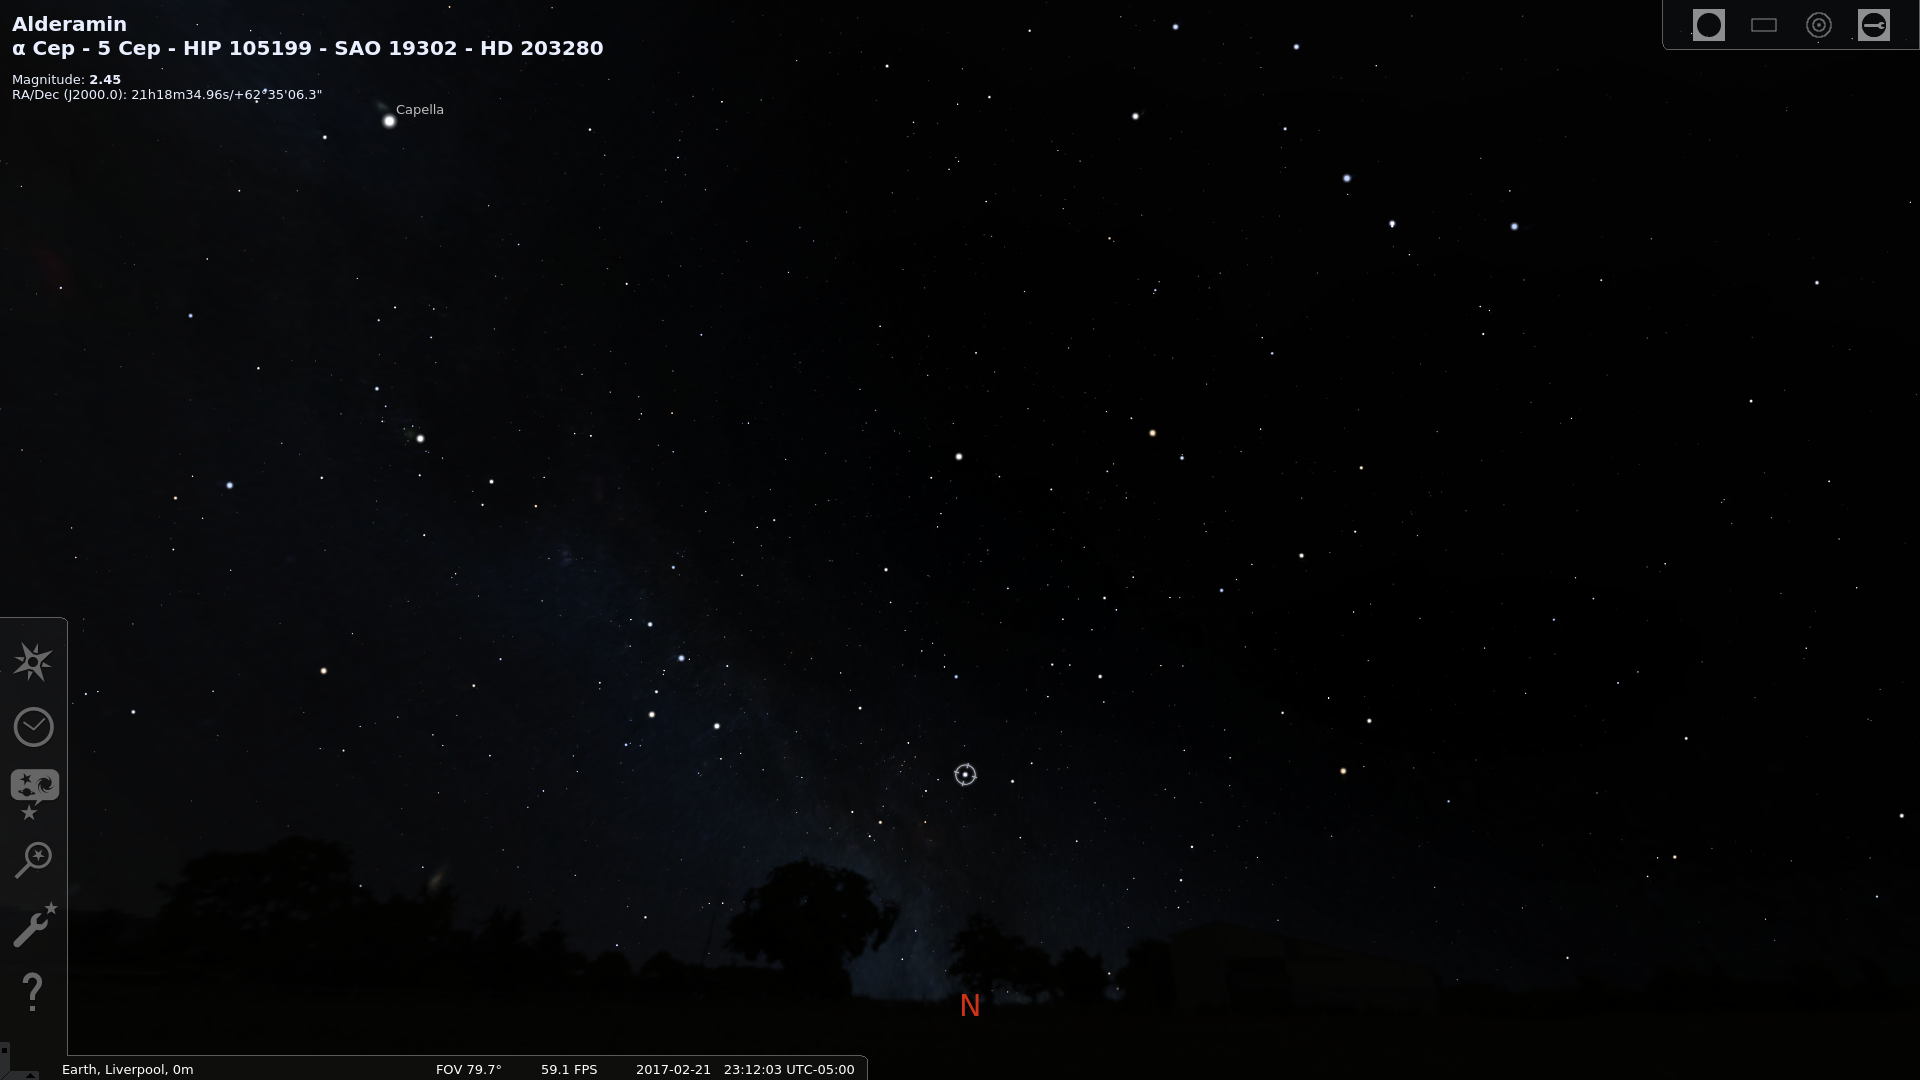 Alderamin
α Cep - 5 Cep - HIP 105199 - SAO 19302 - HD 203280
Magnitude: 2.45
RA/Dec (J2000.0): 21h18m34.96s/+62°35'06.3"
Capella
N
Earth, Liverpool, 0m FOV 79.7° 59.1 FPS 2017-02-21 23:12:03 UTC-05:00